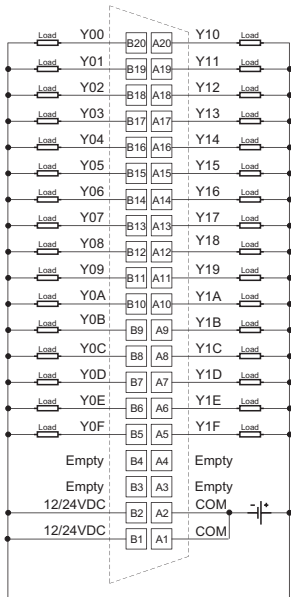 Load Y00 B20 A20 Y10 Load
Load Y01 B19 A19 Y11 Load
Load Y02 B18 A18 Y12 Load
Load Y03 B17 A17 Y13 Load
Load Y04 B16 A16 Y14 Load
Load Y05 B15 A15 Y15 Load
Load Y06 B14 A14 Y16 Load
Load Y07 B13 A13 Y17 Load
Load Y08 B12 A12 Y18 Load
Load Y09 B11 A11 Y19 Load
Load Y0A B10 A10 Y1A Load
Load Y0B B9 A9 Y1B Load
Load Y0C B8 A8 Y1C Load
Load Y0D B7 A7 Y1D Load
Load Y0E B6 A6 Y1E Load
Load Y0F B5 A5 Y1F Load
Empty B4 A4 Empty
Empty B3 A3 Empty
12/24VDC B2 A2 COM - +
12/24VDC B1 A1 COM